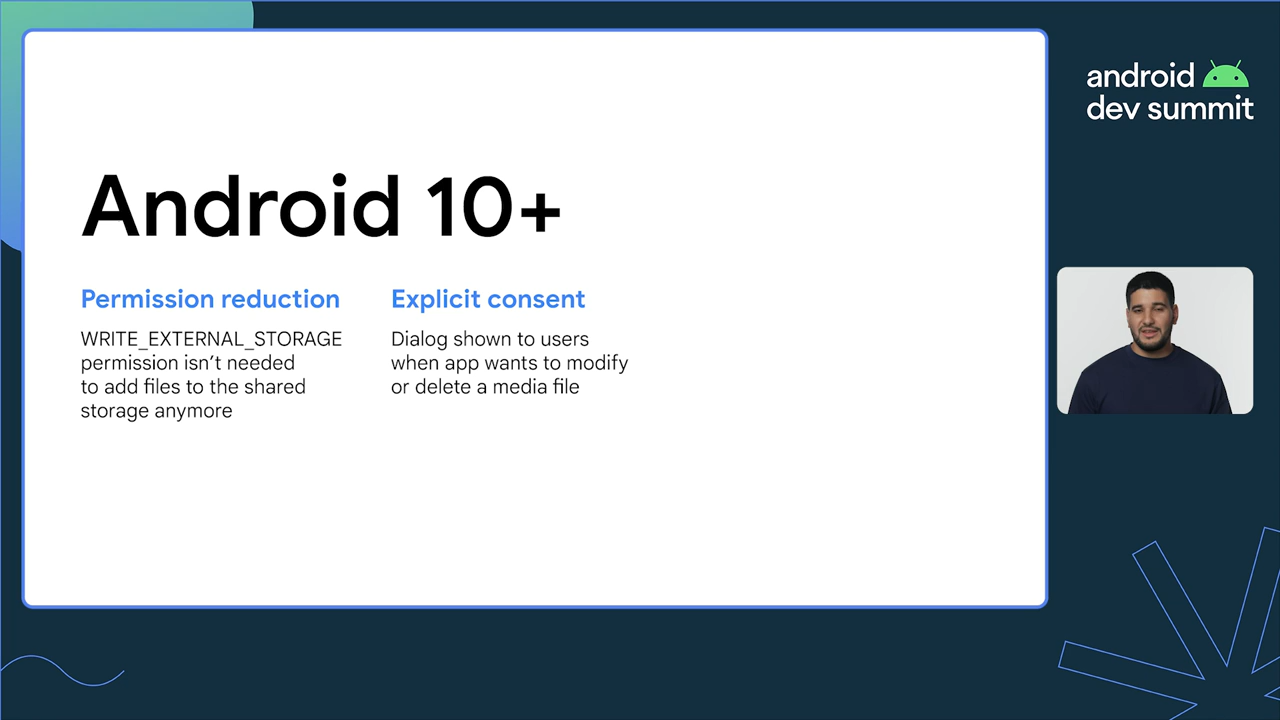 Android 10+
Permission reduction
WRITE_EXTERNAL_STORAGE
permission isn’t needed
to add files to the shared
storage anymore
Explicit consent
Dialog shown to users
when app wants to modify
or delete a media file
android
dev summit